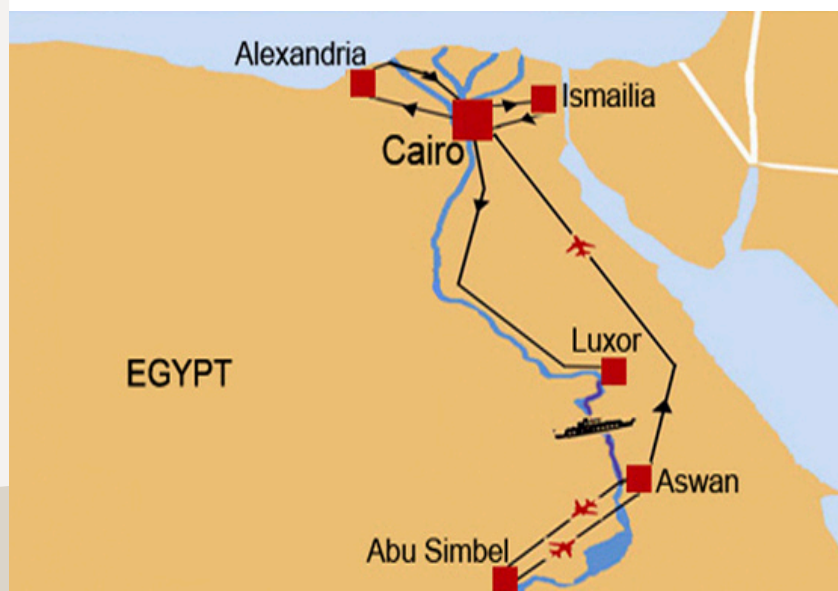 Alexandria
Ismailia
Cairo
Luxor
EGYPT
Aswan
Abu Simbel